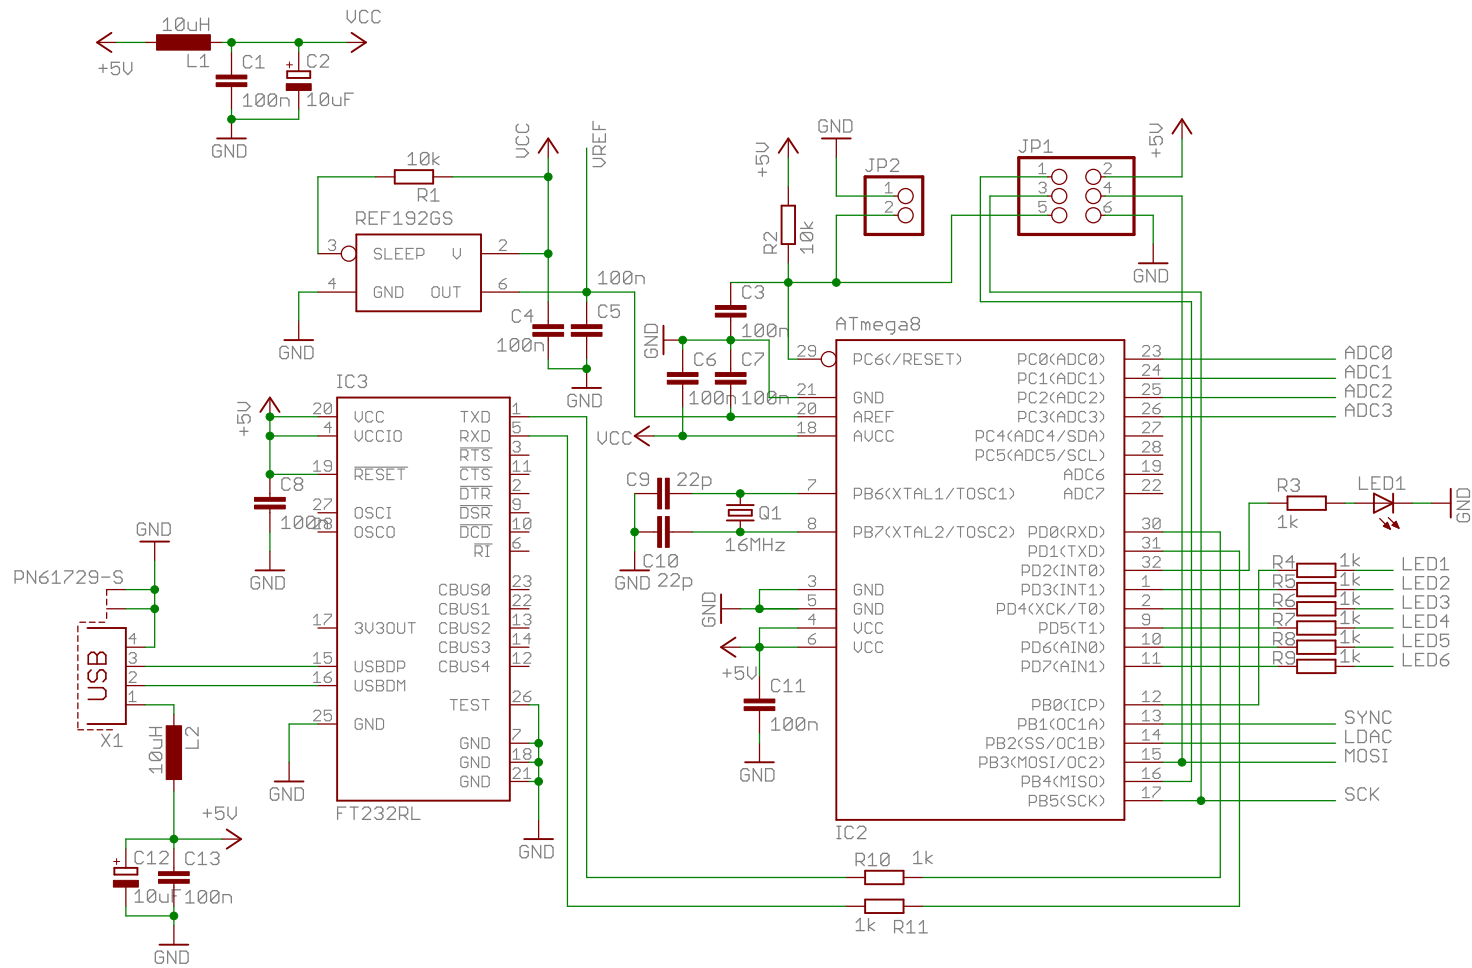 10uH
VCC
+5V
L1
C1
C2
100n
10uF
GND
VCC
VREF
10k
R1
REF192GS
3
SLEEP
V
2
4
GND
OUT
6
GND
100n
C4
C5
100n
GND
+5V
R2
10k
GND
JP2
1
2
JP1
1
2
3
4
5
6
+5V
GND
C3
100n
GND
C6
C7
100n
100n
VCC
ATmega8
29
PC6(/RESET)
PC0(ADC0)
23
ADC0
PC1(ADC1)
24
ADC1
21
GND
PC2(ADC2)
25
ADC2
20
AREF
PC3(ADC3)
26
ADC3
18
AVCC
PC4(ADC4/SDA)
27
PC5(ADC5/SCL)
28
ADC6
19
7
PB6(XTAL1/TOSC1)
ADC7
22
8
PB7(XTAL2/TOSC2)
PD0(RXD)
30
PD1(TXD)
31
PD2(INT0)
32
3
GND
PD3(INT1)
1
5
GND
PD4(XCK/T0)
2
4
VCC
PD5(T1)
9
6
VCC
PD6(AIN0)
10
PD7(AIN1)
11
PB0(ICP)
12
PB1(OC1A)
13
SYNC
PB2(SS/OC1B)
14
LDAC
PB3(MOSI/OC2)
15
MOSI
PB4(MISO)
16
PB5(SCK)
17
SCK
IC2
C9
22p
Q1
16MHz
C10
22p
GND
GND
+5V
C11
100n
GND
R3
1k
LED1
GND
R4
1k
LED1
R5
1k
LED2
R6
1k
LED3
R7
1k
LED4
R8
1k
LED5
R9
1k
LED6
IC3
+5V
20
VCC
TXD
1
4
VCCIO
RXD
5
RTS
3
19
RESET
CTS
11
DTR
2
27
OSCI
DSR
9
28
OSCO
DCD
10
RI
6
CBUS0
23
CBUS1
22
17
3V3OUT
CBUS2
13
CBUS3
14
15
USBDP
CBUS4
12
16
USBDM
TEST
26
25
GND
GND
7
GND
18
GND
21
FT232RL
C8
100n
GND
GND
GND
GND
PN61729-S
4
3
2
1
USB
X1
10uH
L2
+5V
C12
C13
10uF
100n
GND
R10
1k
1k
R11